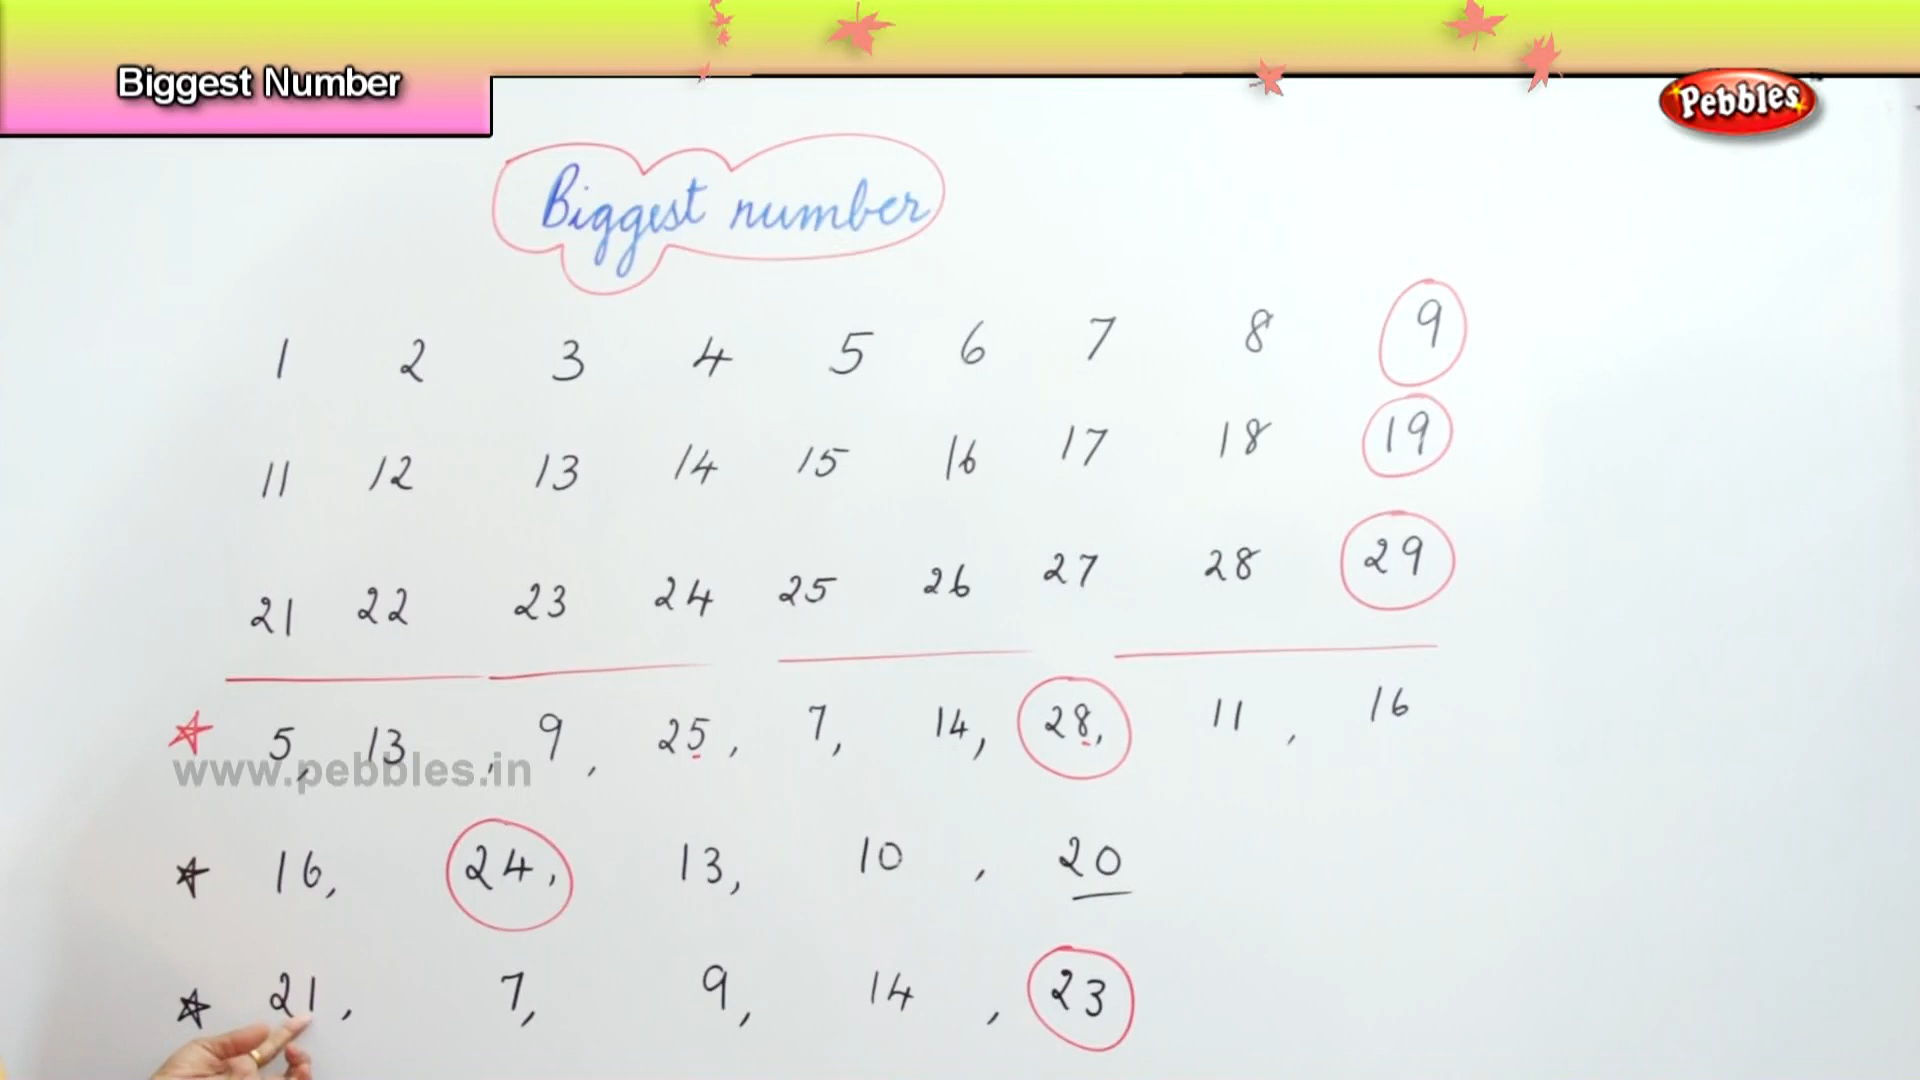 Biggest Number
Pebbles
Biggest number
1 2 3 4 5 6 7 8 9
11 12 13 14 15 16 17 18 19
21 22 23 24 25 26 27 28 29
5, 13, 9, 25, 7, 14, 28, 11, 16
www.pebbles.in
16, 24, 13, 10, 20
21, 7, 9, 14, 23